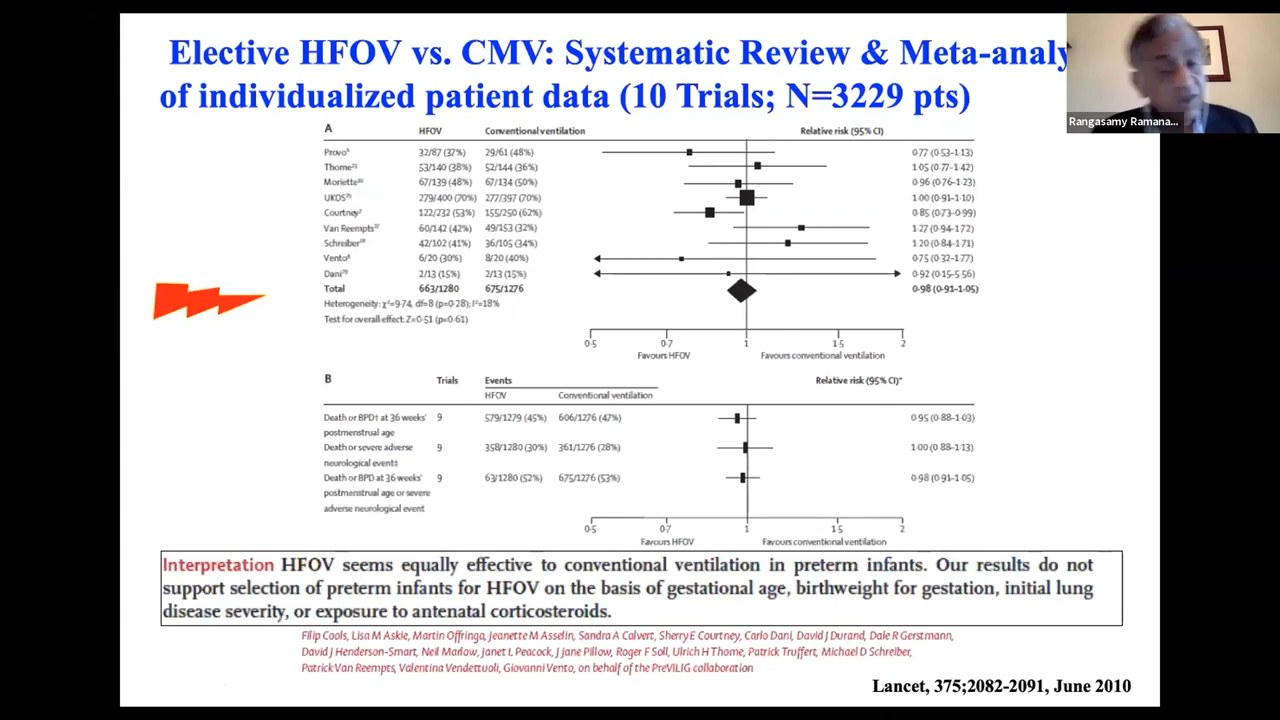 Elective HFOV vs. CMV: Systematic Review & Meta-analy
of individualized patient data (10 Trials; N=3229 pts)
Rangasamy Ramana...
A HFOV Conventional ventilation Relative risk (95% CI)
Provo⁶ 32/87 (37%) 29/61 (48%) 0·77 (0·53–1·13)
Thome²¹ 53/140 (38%) 52/144 (36%) 1·05 (0·77–1·42)
Moriette 67/139 (48%) 67/134 (50%) 0·96 (0·76–1·23)
UKOS 279/400 (70%) 277/397 (70%) 1·00 (0·91–1·10)
Courtney⁷ 122/232 (53%) 155/250 (62%) 0·85 (0·73–0·99)
Van Reempts 60/142 (42%) 49/153 (32%) 1·27 (0·94–1·72)
Schreiber 42/102 (41%) 36/105 (34%) 1·20 (0·84–1·71)
Vento 6/20 (30%) 8/20 (40%) 0·75 (0·32–1·77)
Dani 2/13 (15%) 2/13 (15%) 0·92 (0·15–5·56)
Total 663/1280 675/1276 0·98 (0·91–1·05)
Heterogeneity: χ²=9·74, df=8 (p=0·28); I²=18%
Test for overall effect: Z=0·51 (p=0·61)
0·5 0·7 1 1·5 2
Favours HFOV Favours conventional ventilation
B Trials Events Relative risk (95% CI)*
HFOV Conventional ventilation
Death or BPD† at 36 weeks' 9 579/1279 (45%) 606/1276 (47%) 0·95 (0·88–1·03)
postmenstrual age
Death or severe adverse 9 358/1280 (30%) 361/1276 (28%) 1·00 (0·88–1·13)
neurological event‡
Death or BPD at 36 weeks' 9 63/1280 (52%) 675/1276 (53%) 0·98 (0·91–1·05)
postmenstrual age or severe
adverse neurological event
0·5 0·7 1 1·5 2
Favours HFOV Favours conventional ventilation
Interpretation HFOV seems equally effective to conventional ventilation in preterm infants. Our results do not
support selection of preterm infants for HFOV on the basis of gestational age, birthweight for gestation, initial lung
disease severity, or exposure to antenatal corticosteroids.
Filip Cools, Lisa M Askie, Martin Offringa, Jeanette M Asselin, Sandra A Calvert, Sherry E Courtney, Carlo Dani, David J Durand, Dale R Gerstmann,
David J Henderson-Smart, Neil Marlow, Janet L Peacock, J Jane Pillow, Roger F Soll, Ulrich H Thome, Patrick Truffert, Michael D Schreiber,
Patrick Van Reempts, Valentina Vendettuoli, Giovanni Vento, on behalf of the PreVILIG collaboration
Lancet, 375;2082-2091, June 2010